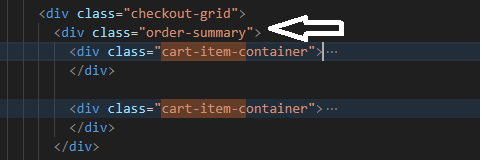 <div class="checkout-grid">
<div class="order-summary">
<div class="cart-item-container">…
</div>
<div class="cart-item-container">…
</div>
</div>